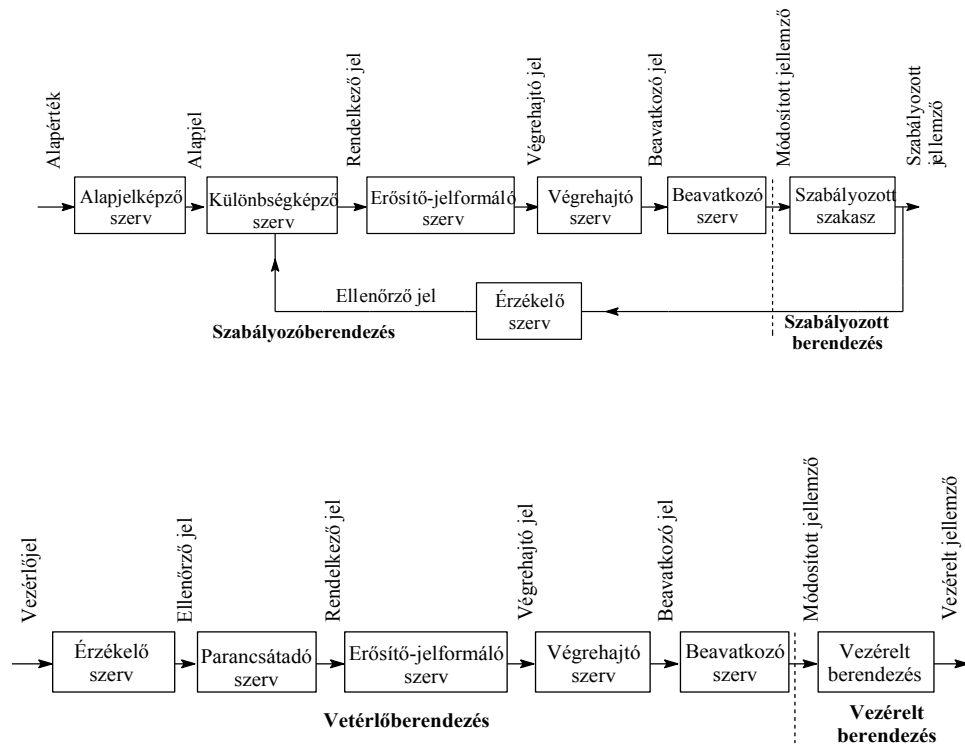 Alapérték
Alapjel
Rendelkező jel
Végrehajtó jel
Beavatkozó jel
Módosított jellemző
Szabályozott
jellemző
Alapjelképző
szerv
Különbségképző
szerv
Erősítő-jelformáló
szerv
Végrehajtó
szerv
Beavatkozó
szerv
Szabályozott
szakasz
Ellenőrző jel
Érzékelő
szerv
Szabályozóberendezés
Szabályozott
berendezés
Vezérlőjel
Ellenőrző jel
Rendelkező jel
Végrehajtó jel
Beavatkozó jel
Módosított jellemző
Vezérelt jellemző
Érzékelő
szerv
Parancsátadó
szerv
Erősítő-jelformáló
szerv
Végrehajtó
szerv
Beavatkozó
szerv
Vezérelt
berendezés
Vetérlőberendezés
Vezérelt
berendezés